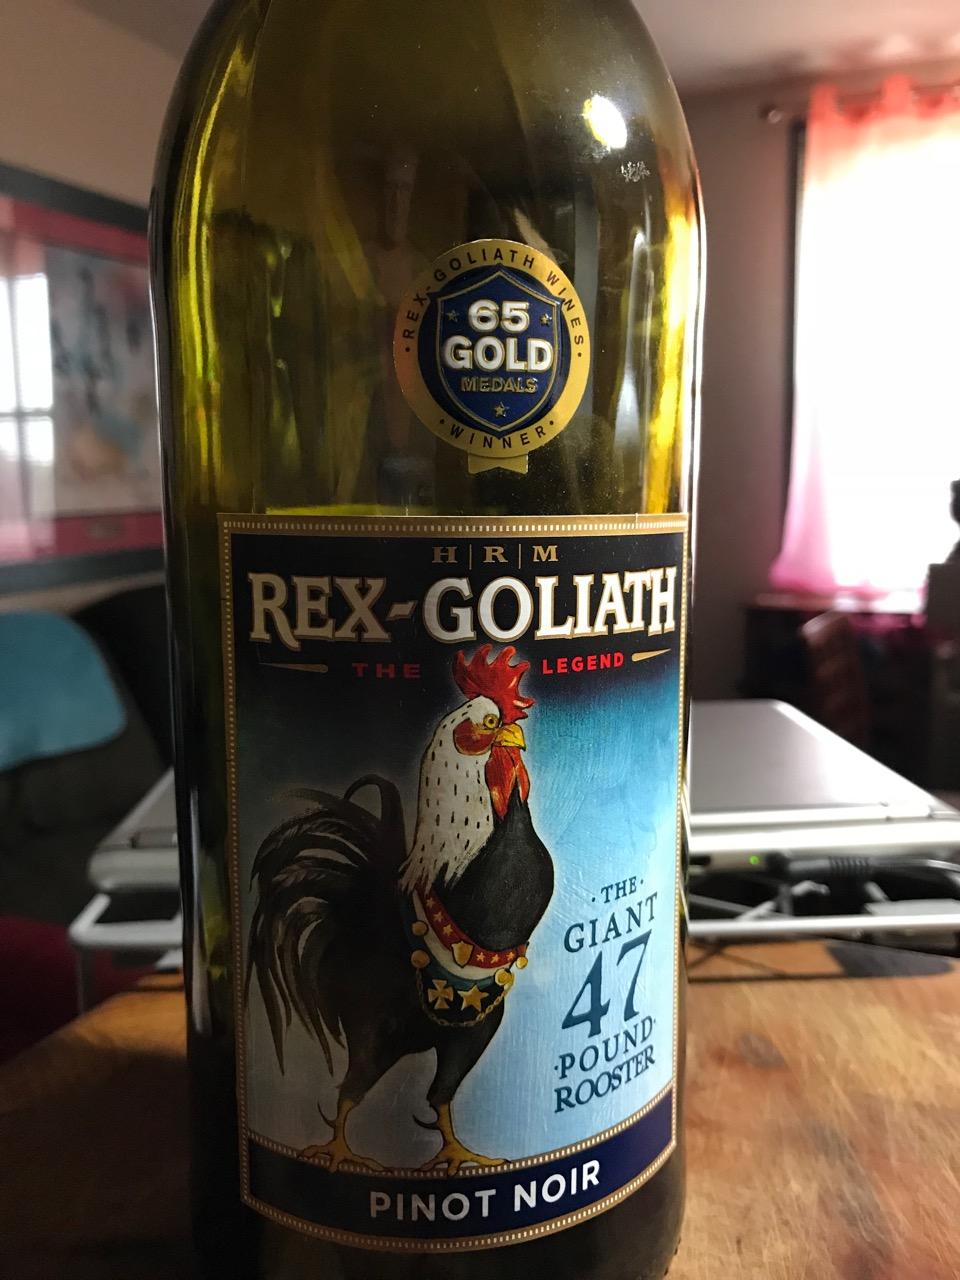 REX-GOLIATH WINES
65
GOLD
MEDALS
WINNER
H|R|M
REX-GOLIATH
THE LEGEND
·THE·
GIANT
47
·POUND·
ROOSTER
PINOT NOIR